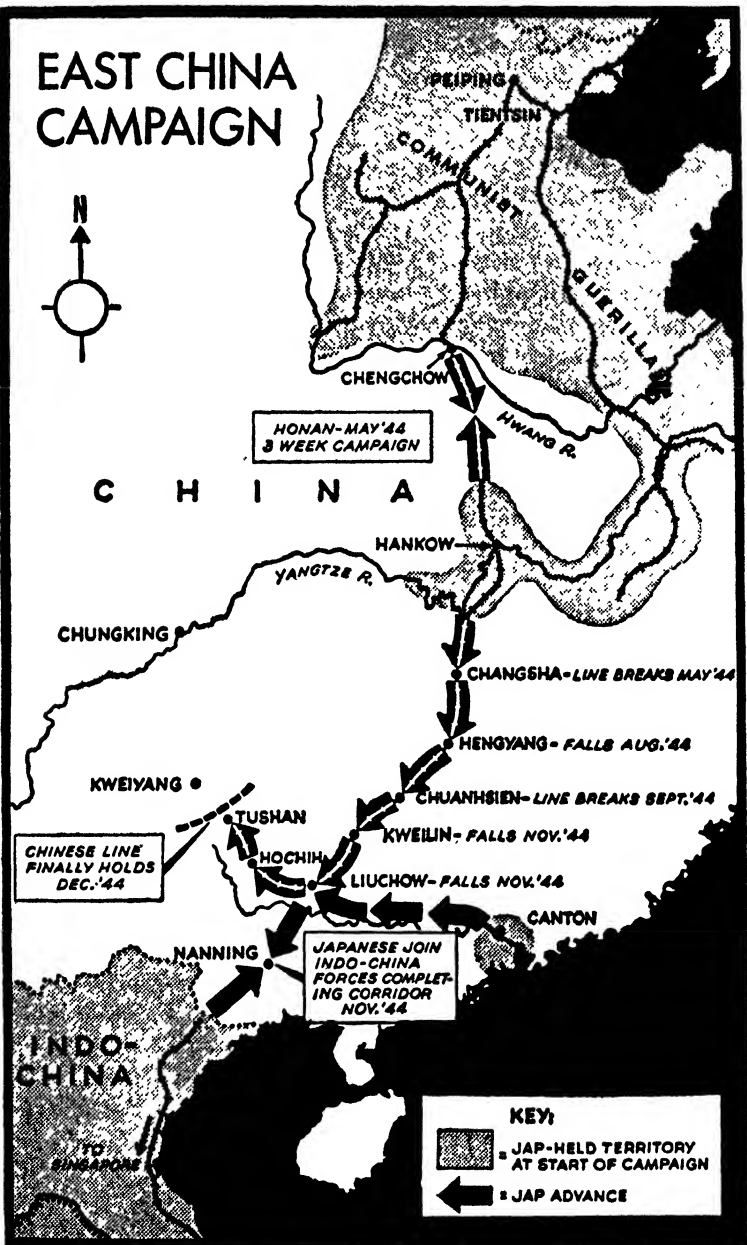 EAST CHINA
CAMPAIGN
N
PEIPING
TIENTSIN
COMMUNIST
GUERILLAS
CHENGCHOW
HWANG R.
HONAN-MAY '44
3 WEEK CAMPAIGN
CHINA
HANKOW
YANGTZE R.
CHUNGKING
CHANGSHA-LINE BREAKS MAY '44
HENGYANG-FALLS AUG.'44
KWEIYANG
CHUANHSIEN-LINE BREAKS SEPT.'44
TUSHAN
KWEILIN-FALLS NOV.'44
CHINESE LINE
FINALLY HOLDS
DEC.'44
HOCHIH
LIUCHOW-FALLS NOV.'44
CANTON
NANNING
JAPANESE JOIN
INDO-CHINA
FORCES COMPLET-
ING CORRIDOR
NOV.'44
INDO-
CHINA
TO
SINGAPORE
KEY:
= JAP-HELD TERRITORY
AT START OF CAMPAIGN
= JAP ADVANCE